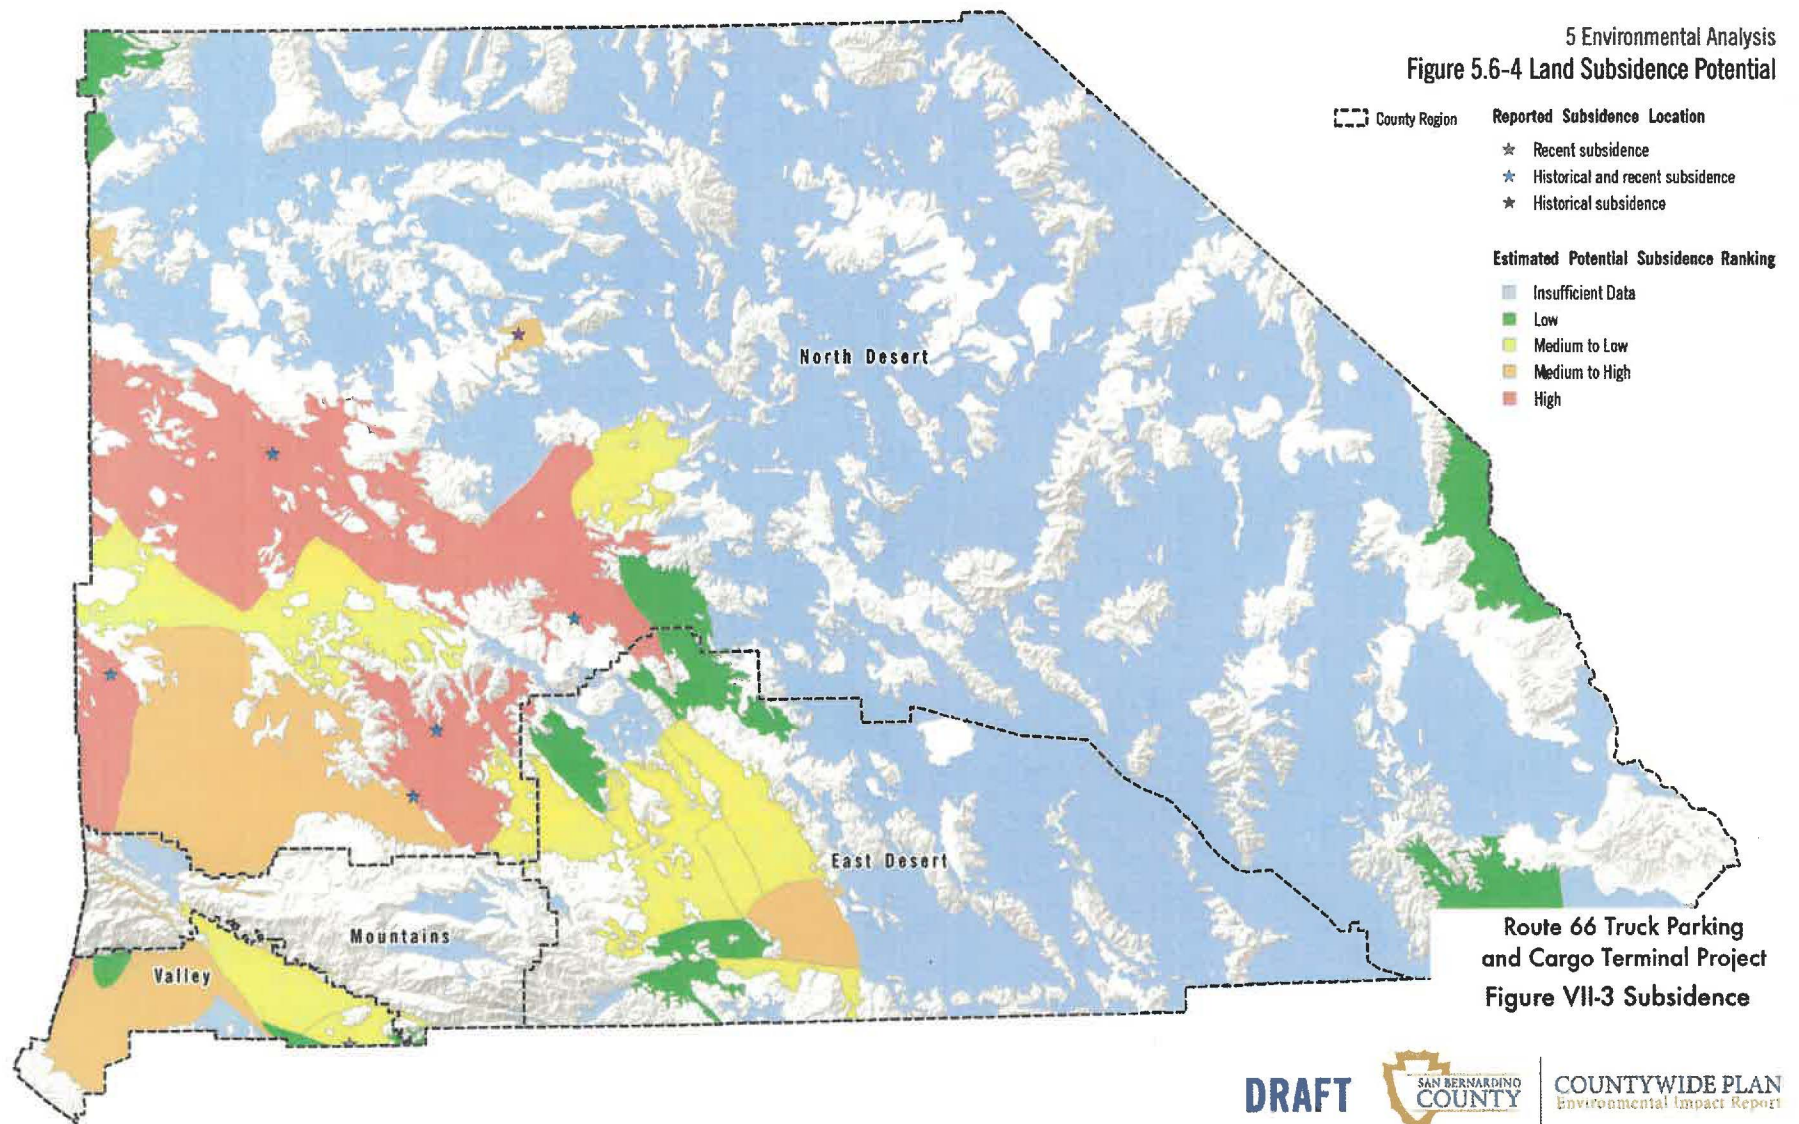 5 Environmental Analysis
Figure 5.6-4 Land Subsidence Potential
County Region
Reported Subsidence Location
Recent subsidence
Historical and recent subsidence
Historical subsidence
Estimated Potential Subsidence Ranking
Insufficient Data
Low
Medium to Low
Medium to High
High
North Desert
East Desert
Mountains
Valley
Route 66 Truck Parking
and Cargo Terminal Project
Figure VII-3 Subsidence
DRAFT
SAN BERNARDINO
COUNTY
COUNTYWIDE PLAN
Environmental Impact Report